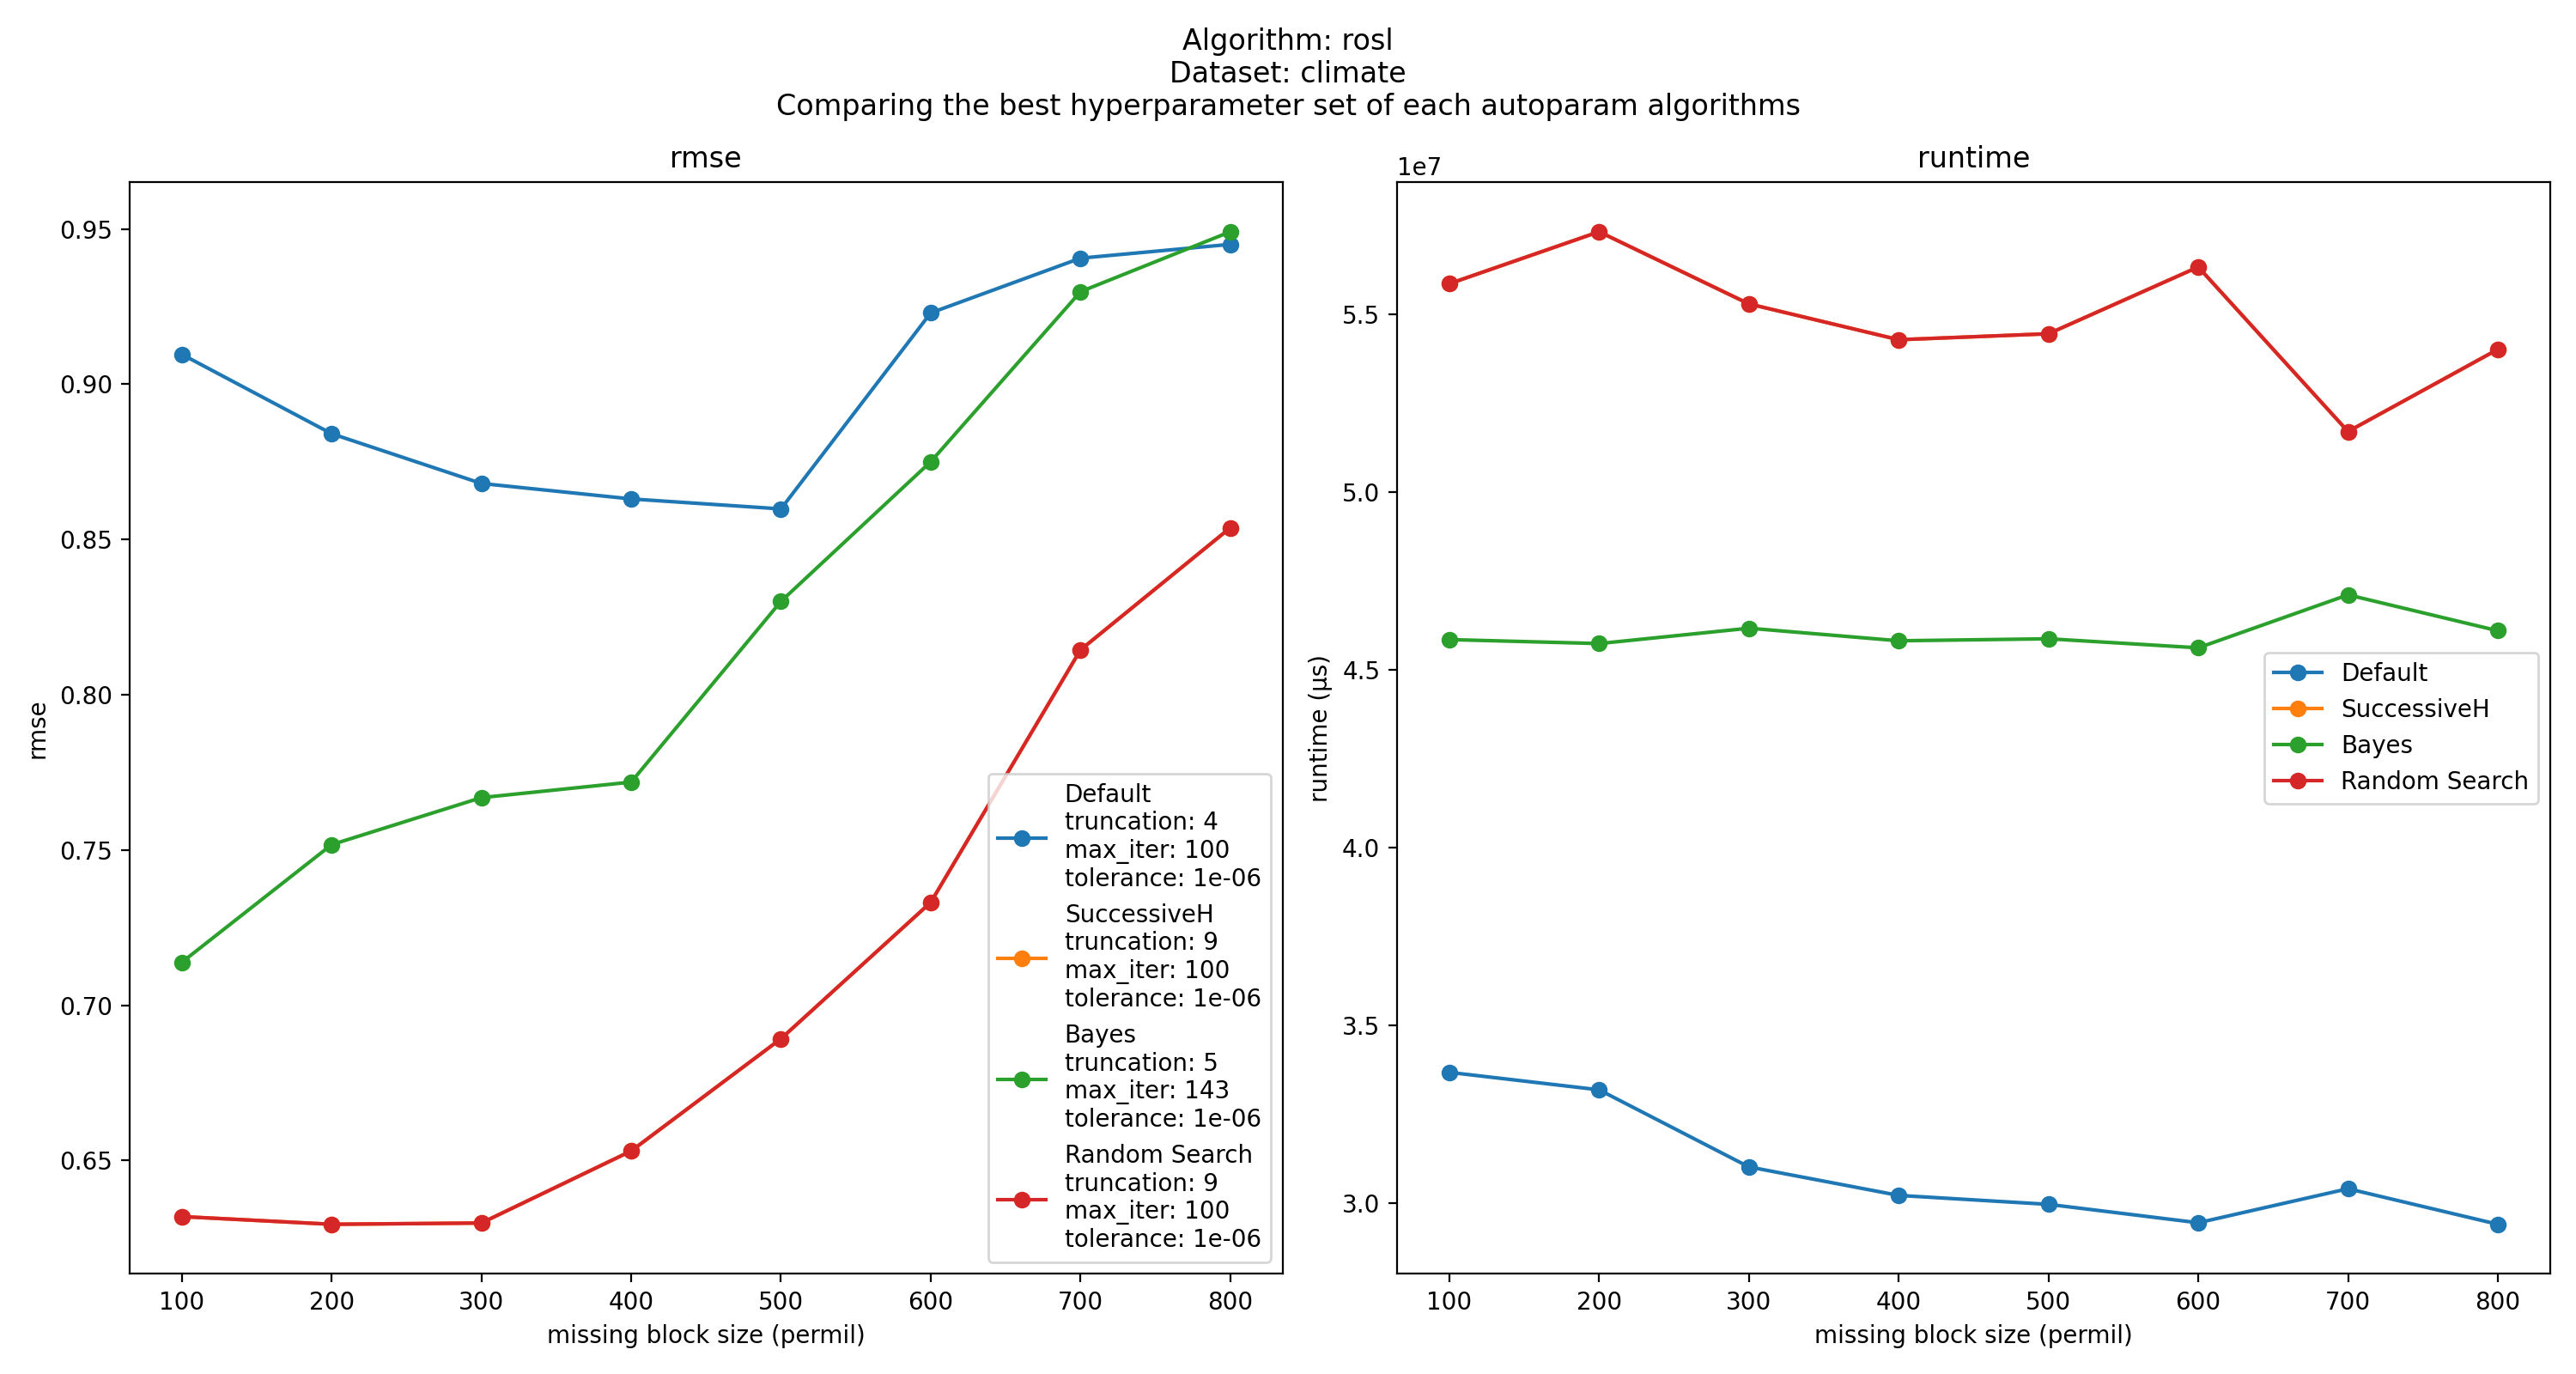 Algorithm: rosl
Dataset: climate
Comparing the best hyperparameter set of each autoparam algorithms
rmse
0.95
0.90
0.85
0.80
0.75
0.70
0.65
rmse
100 200 300 400 500 600 700 800
missing block size (permil)
Default
truncation: 4
max_iter: 100
tolerance: 1e-06
SuccessiveH
truncation: 9
max_iter: 100
tolerance: 1e-06
Bayes
truncation: 5
max_iter: 143
tolerance: 1e-06
Random Search
truncation: 9
max_iter: 100
tolerance: 1e-06
runtime
1e7
5.5
5.0
4.5
4.0
3.5
3.0
runtime (µs)
100 200 300 400 500 600 700 800
missing block size (permil)
Default
SuccessiveH
Bayes
Random Search